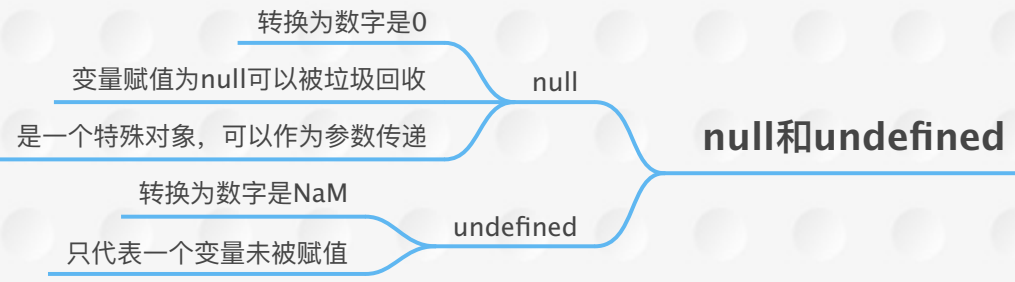 null和undefined
null
转换为数字是0
变量赋值为null可以被垃圾回收
是一个特殊对象，可以作为参数传递
undefined
转换为数字是NaM
只代表一个变量未被赋值